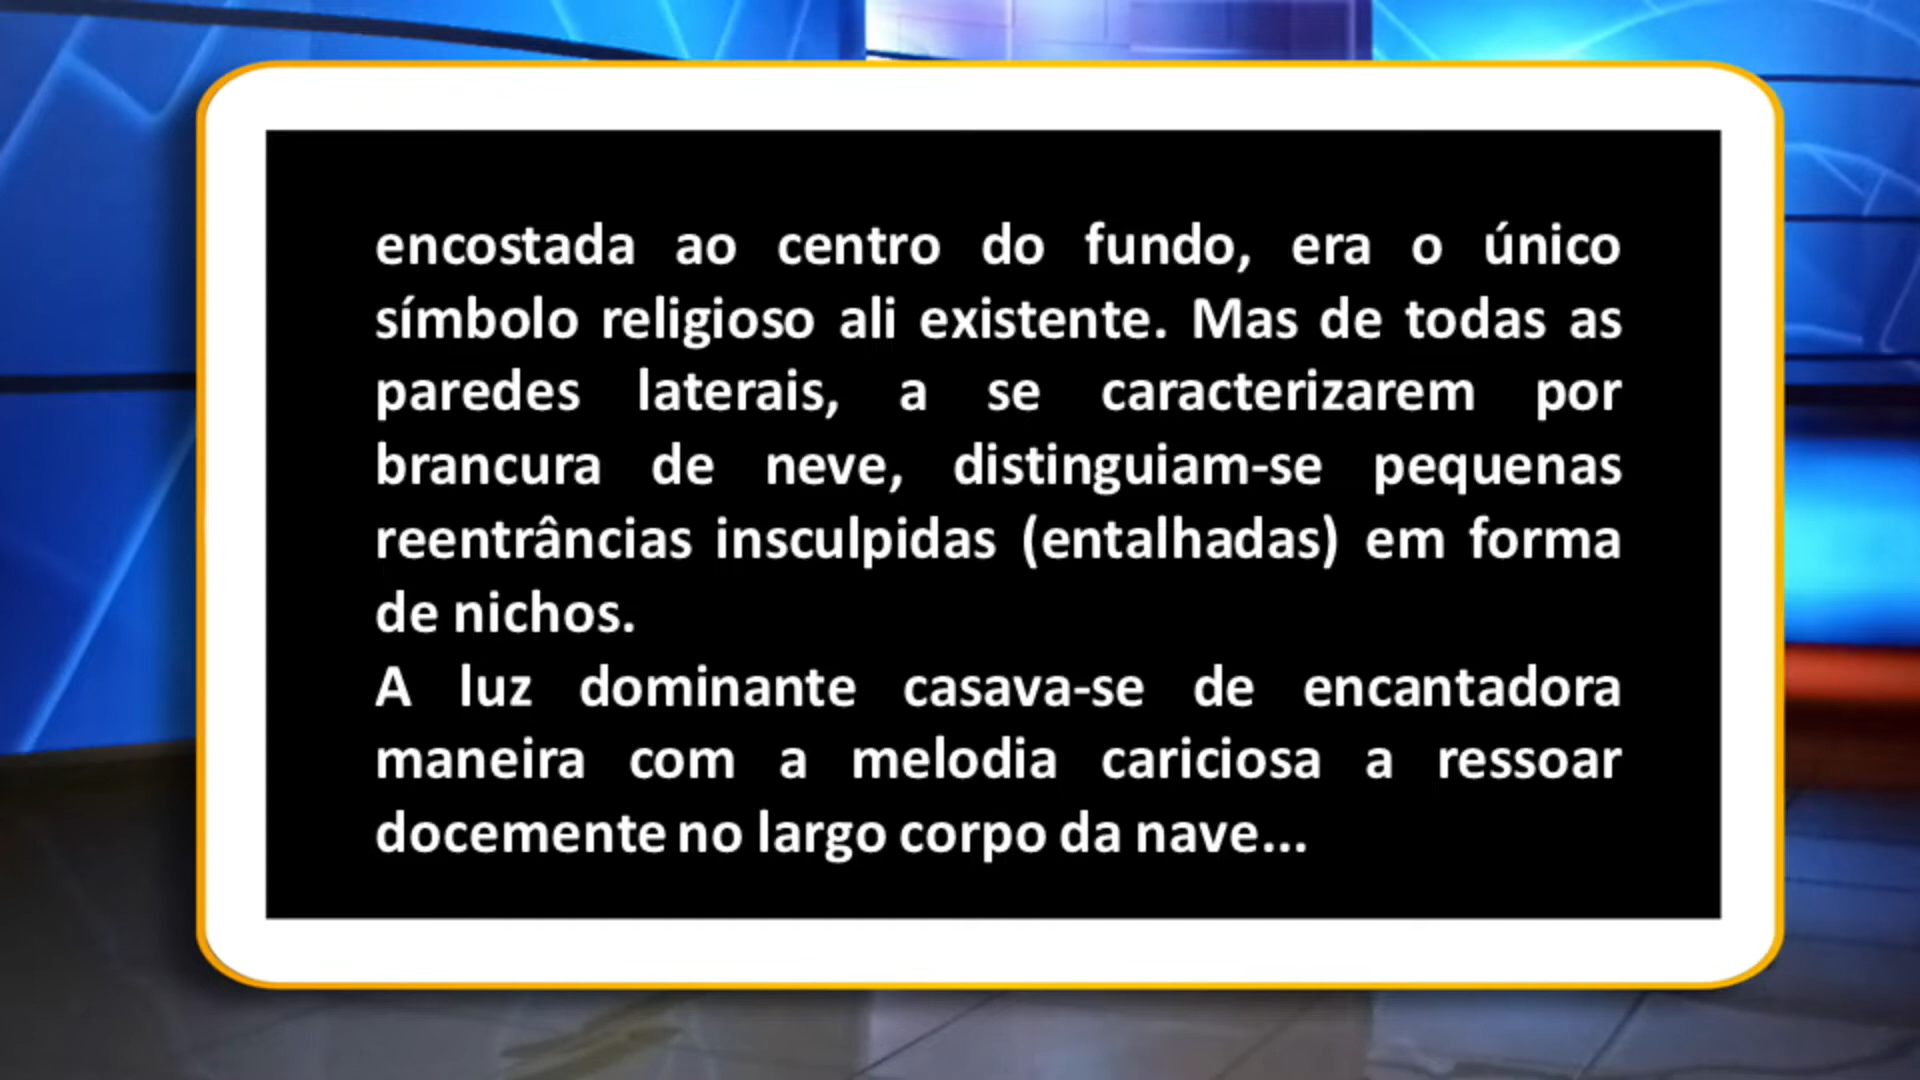 encostada ao centro do fundo, era o único
símbolo religioso ali existente. Mas de todas as
paredes laterais, a se caracterizarem por
brancura de neve, distinguiam-se pequenas
reentrâncias insculpidas (entalhadas) em forma
de nichos.
A luz dominante casava-se de encantadora
maneira com a melodia cariciosa a ressoar
docemente no largo corpo da nave...